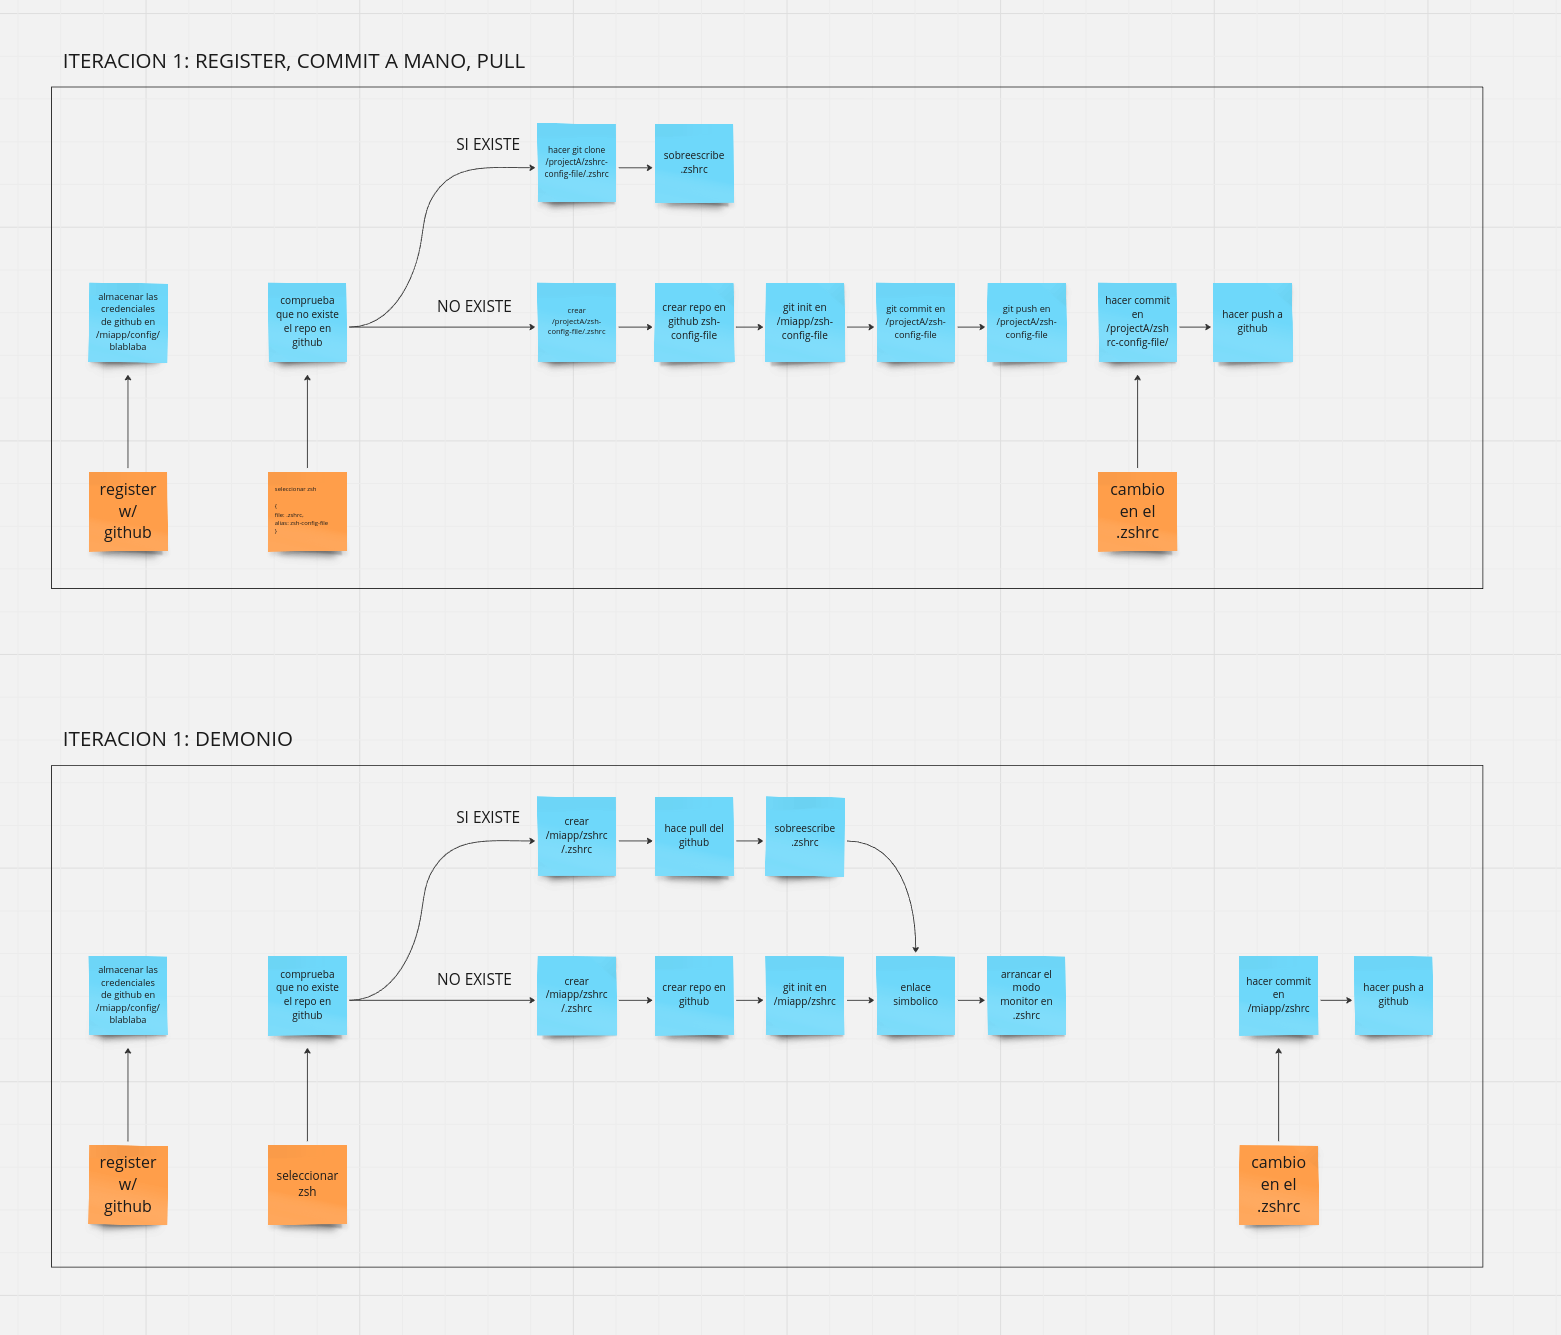 ITERACION 1: REGISTER, COMMIT A MANO, PULL
SI EXISTE
hacer git clone
/projectA/zshrc-
config-file/.zshrc
sobreescribe
.zshrc
almacenar las
credenciales
de github en
/miapp/config/
blablaba
comprueba
que no existe
el repo en
github
NO EXISTE
crear
/projectA/zsh-
config-file/.zshrc
crear repo en
github zsh-
config-file
git init en
/miapp/zsh-
config-file
git commit en
/projectA/zsh-
config-file
git push en
/projectA/zsh-
config-file
hacer commit
en
/projectA/zsh
rc-config-file/
hacer push a
github
register
w/
github
seleccionar zsh
{
file: .zshrc,
alias: zsh-config-file
}
cambio
en el
.zshrc
ITERACION 1: DEMONIO
SI EXISTE
crear
/miapp/zshrc
/.zshrc
hace pull del
github
sobreescribe
.zshrc
almacenar las
credenciales
de github en
/miapp/config/
blablaba
comprueba
que no existe
el repo en
github
NO EXISTE
crear
/miapp/zshrc
/.zshrc
crear repo en
github
git init en
/miapp/zshrc
enlace
simbolico
arrancar el
modo
monitor en
.zshrc
hacer commit
en
/miapp/zshrc
hacer push a
github
register
w/
github
seleccionar
zsh
cambio
en el
.zshrc